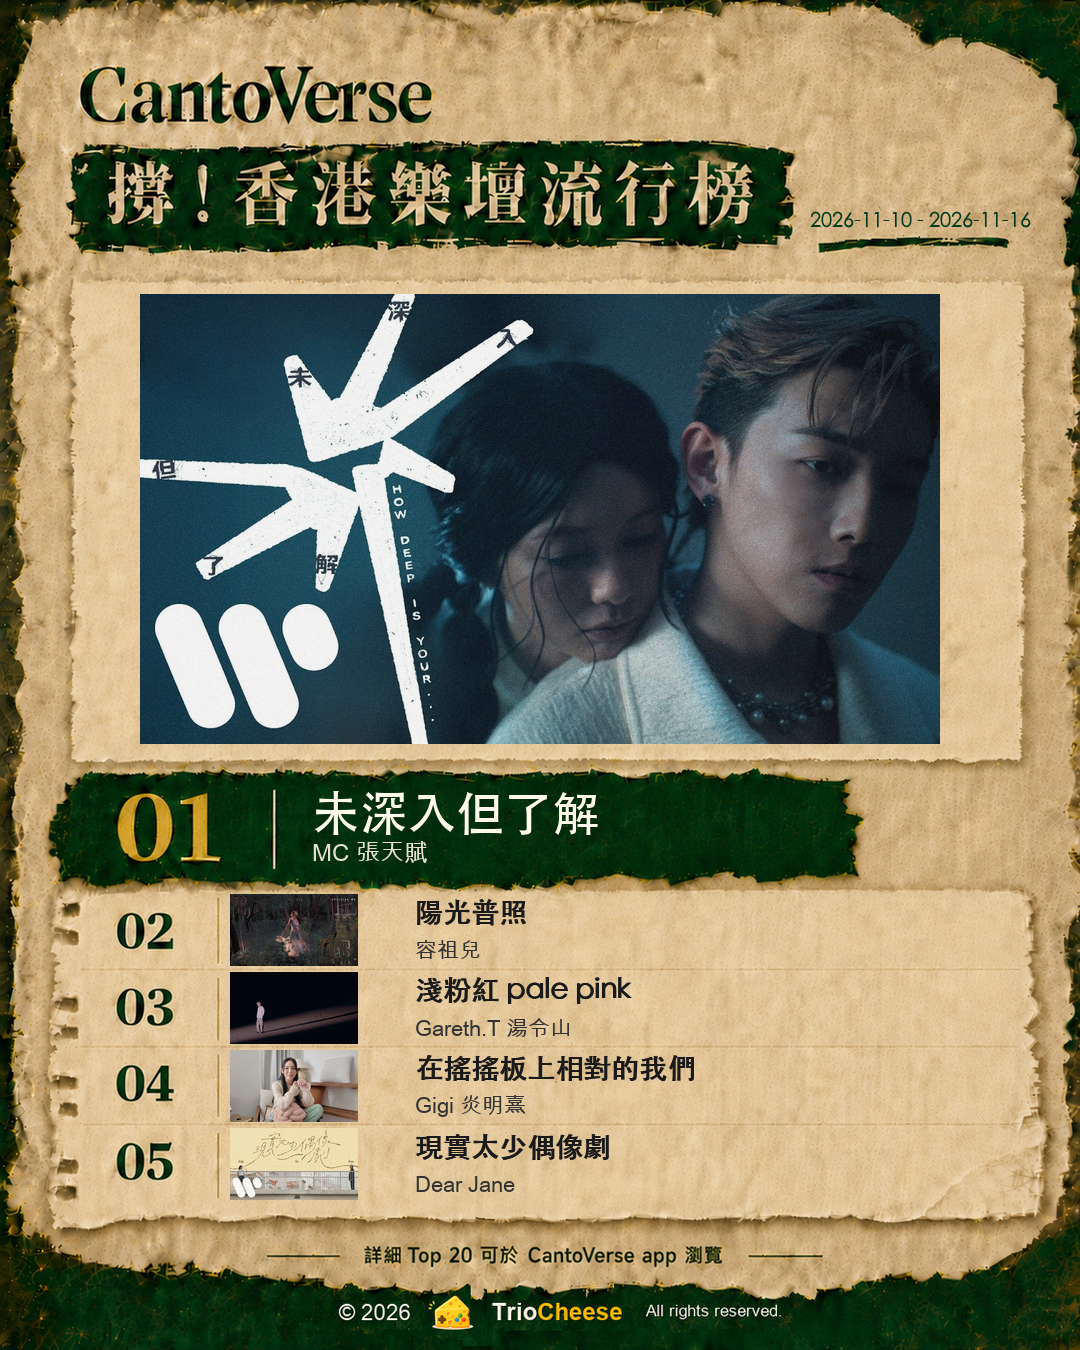 CantoVerse
撐！香港樂壇流行榜
2026-11-10 - 2026-11-16
未深入但了解
HOW DEEP IS YOUR...
01
未深入但了解
MC 張天賦
02
陽光普照
容祖兒
03
淺粉紅 pale pink
Gareth.T 湯令山
04
在搖搖板上相對的我們
Gigi 炎明熹
05
現實太少偶像劇
Dear Jane
詳細 Top 20 可於 CantoVerse app 瀏覽
© 2026 TrioCheese All rights reserved.